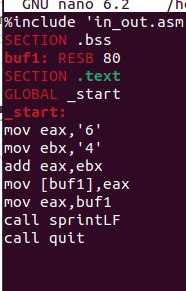 GNU nano 6.2 /h
%include 'in_out.asm
SECTION .bss
buf1: RESB 80
SECTION .text
GLOBAL _start
_start:
mov eax,'6'
mov ebx,'4'
add eax,ebx
mov [buf1],eax
mov eax,buf1
call sprintLF
call quit